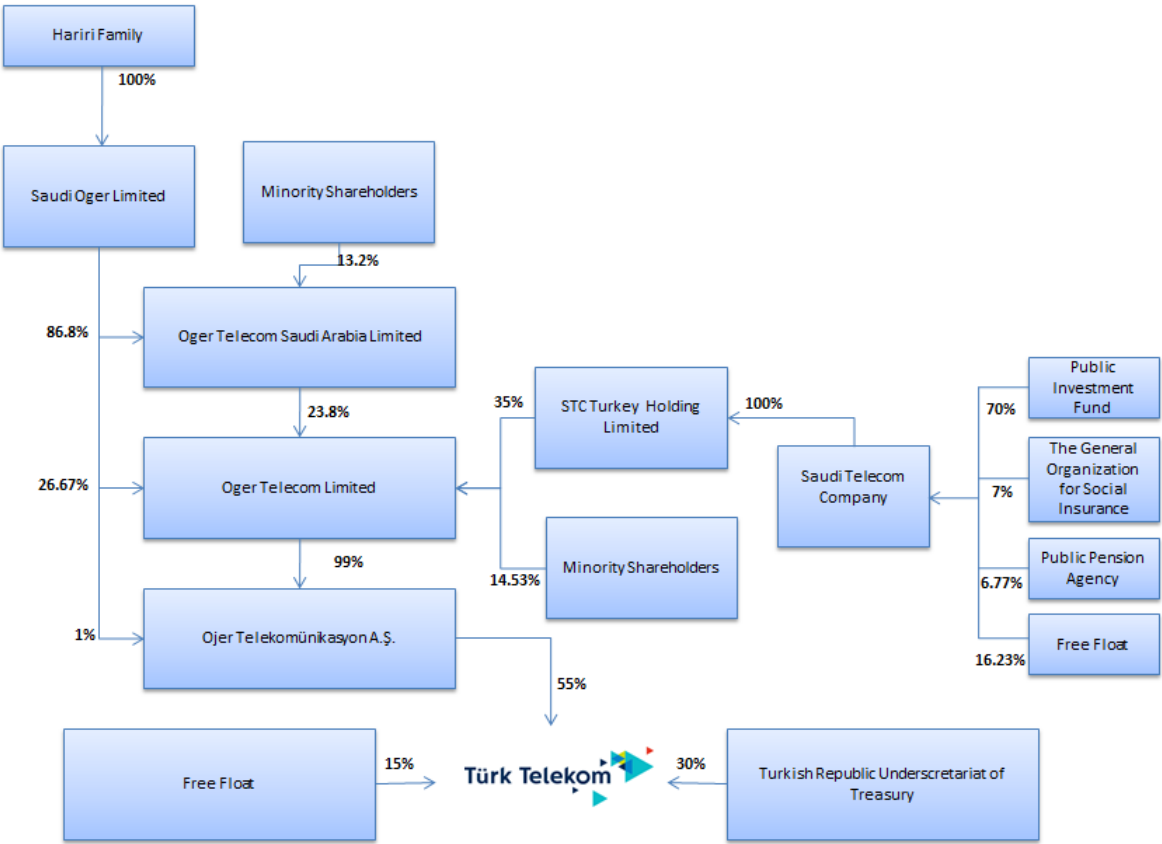 Hariri Family
100%
Saudi Oger Limited
Minority Shareholders
13.2%
86.8%
Oger Telecom Saudi Arabia Limited
23.8%
35%
STC Turkey Holding
Limited
100%
70%
Public
Investment
Fund
26.67%
Oger Telecom Limited
Saudi Telecom
Company
7%
The General
Organization
for Social
Insurance
99%
14.53%
Minority Shareholders
6.77%
Public Pension
Agency
1%
Ojer Telekomünikasyon A.Ş.
16.23%
Free Float
55%
Free Float
15%
Türk Telekom
30%
Turkish Republic Underscretariat of
Treasury